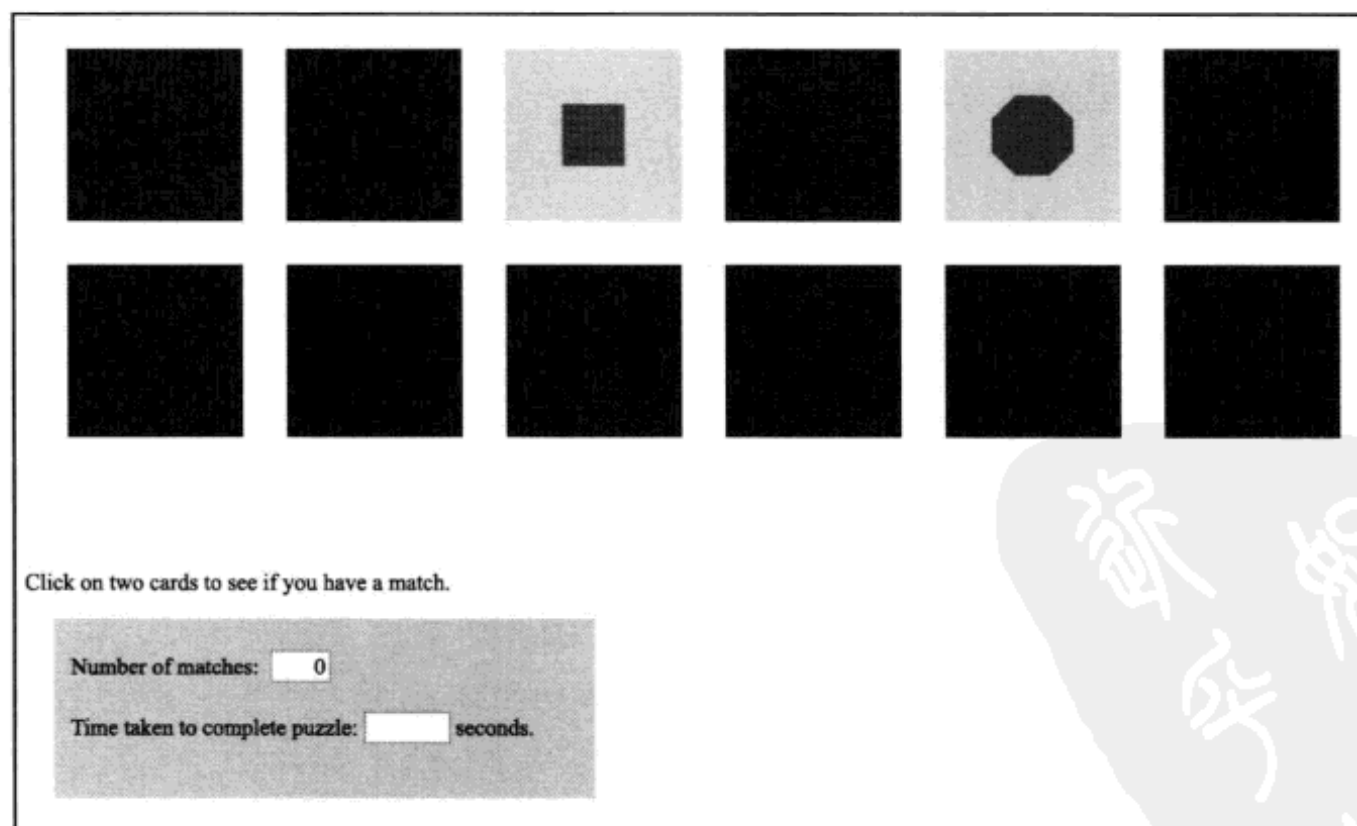 Click on two cards to see if you have a match.
Number of matches: 0
Time taken to complete puzzle: seconds.